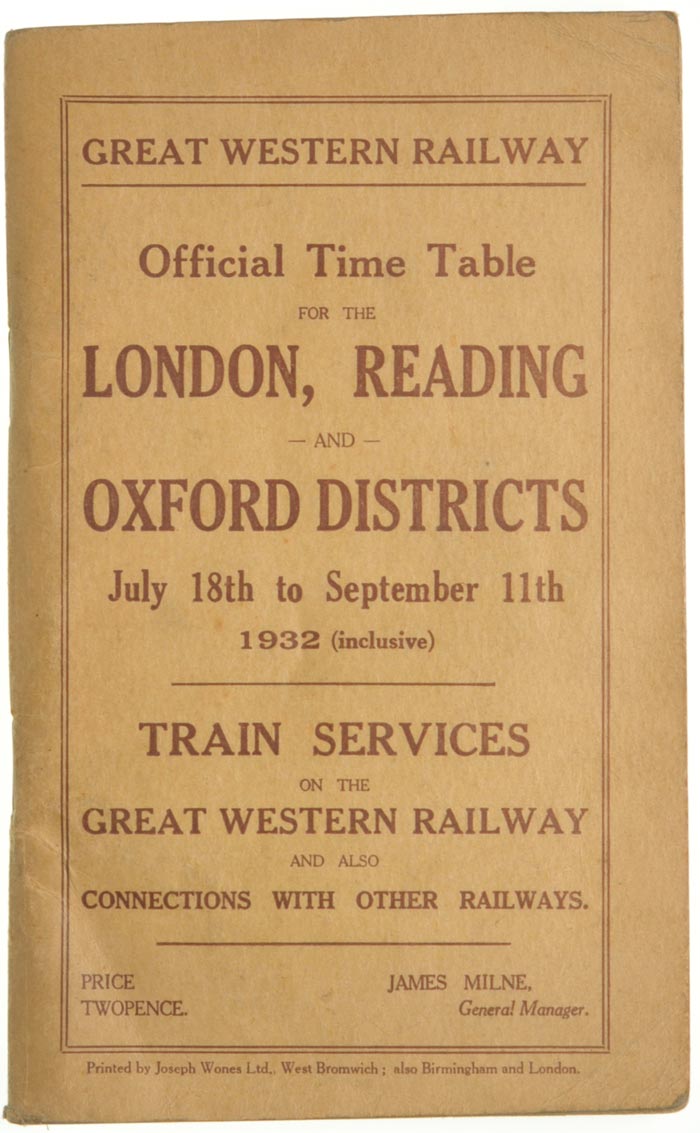 GREAT WESTERN RAILWAY
Official Time Table
FOR THE
LONDON, READING
— AND —
OXFORD DISTRICTS
July 18th to September 11th
1932 (inclusive)
TRAIN SERVICES
ON THE
GREAT WESTERN RAILWAY
AND ALSO
CONNECTIONS WITH OTHER RAILWAYS.
PRICE JAMES MILNE,
TWOPENCE. General Manager.
Printed by Joseph Wones Ltd., West Bromwich ; also Birmingham and London.